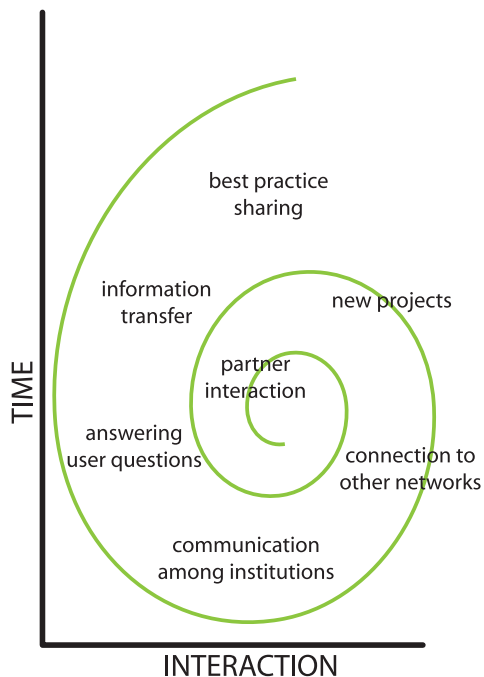 best practice
sharing
information
transfer
new projects
partner
interaction
TIME
answering
user questions
connection to
other networks
communication
among institutions
INTERACTION